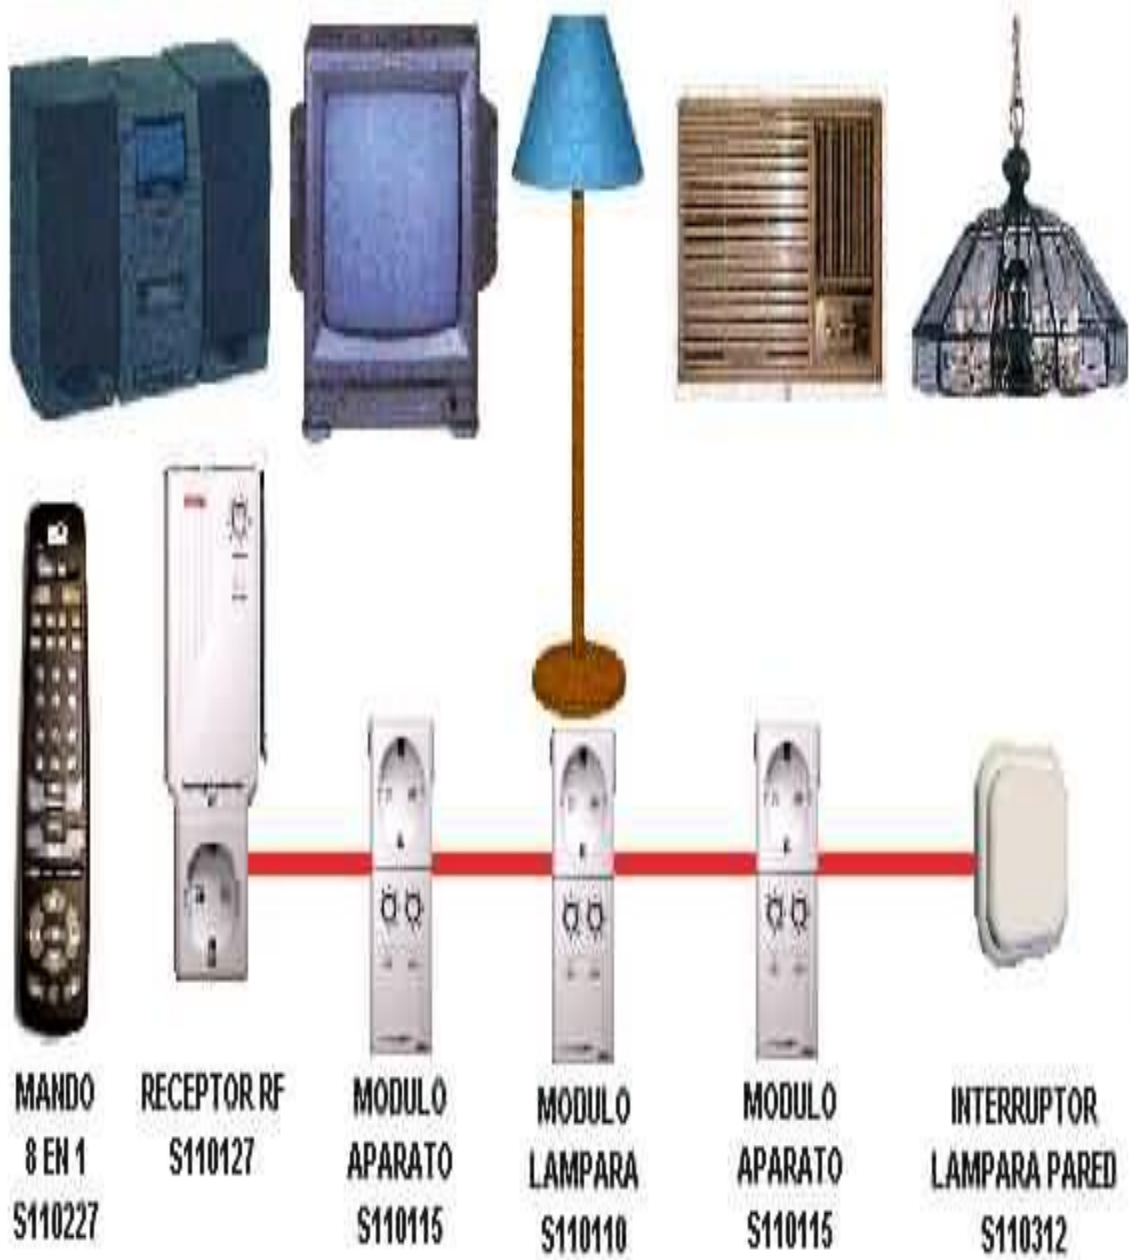 MANDO
8 EN 1
S110227
RECEPTOR RF
S110127
MODULO
APARATO
S110115
MODULO
LAMPARA
S110110
MODULO
APARATO
S110115
INTERRUPTOR
LAMPARA PARED
S110312